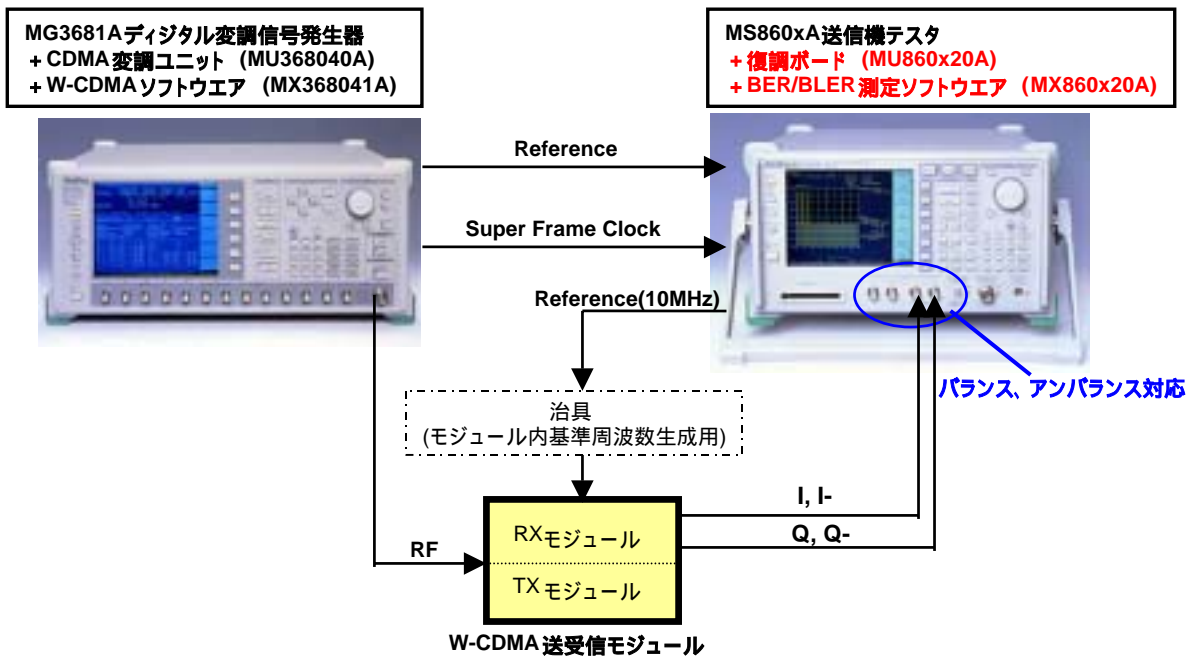 MG3681Aディジタル変調信号発生器
+ CDMA変調ユニット (MU368040A)
+ W-CDMAソフトウエア (MX368041A)
MS860xA送信機テスタ
+ 復調ボード (MU860x20A)
+ BER/BLER 測定ソフトウエア (MX860x20A)
Reference
Super Frame Clock
Reference(10MHz)
バランス、アンバランス対応
治具
(モジュール内基準周波数生成用)
I, I-
Q, Q-
RF
RXモジュール
TXモジュール
W-CDMA送受信モジュール